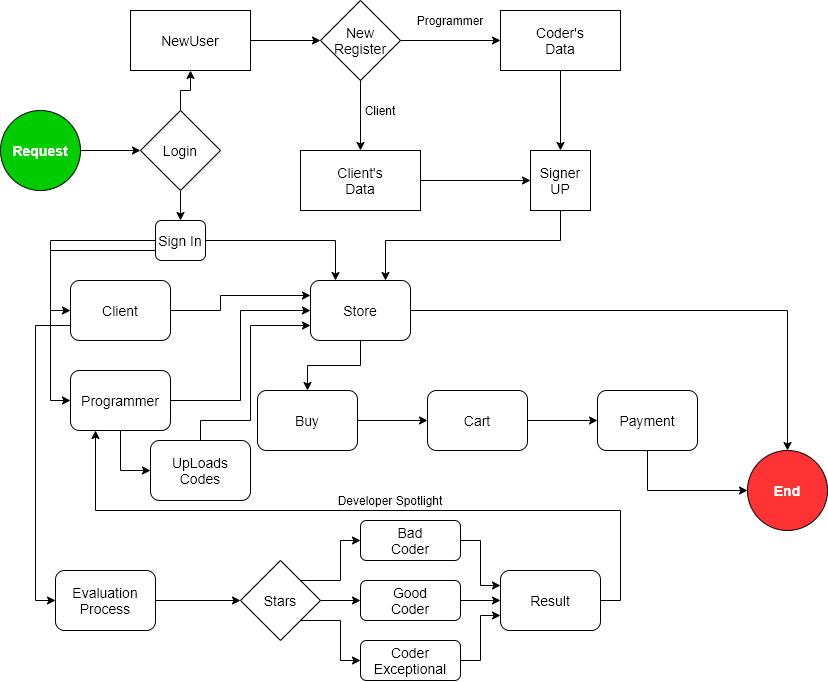 Programmer
NewUser
New
Register
Coder's
Data
Client
Request
Login
Client's
Data
Signer
UP
Sign In
Client
Store
Programmer
Buy
Cart
Payment
UpLoads
Codes
End
Developer Spotlight
Bad
Coder
Evaluation
Process
Stars
Good
Coder
Result
Coder
Exceptional